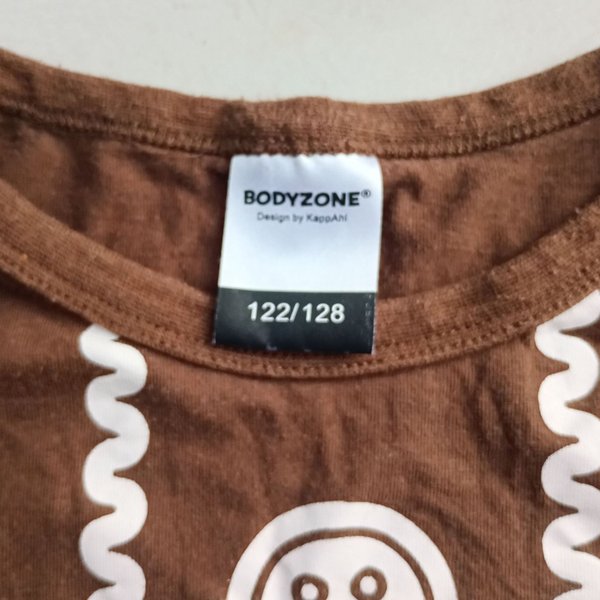 BODYZONE®
Design by KappAhl
122/128